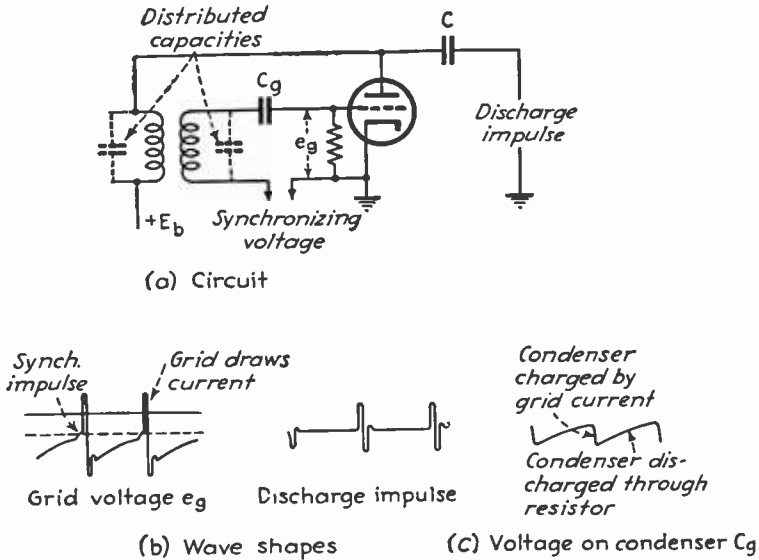 Distributed
capacities
C
Cg
eg
Discharge
impulse
+Eb
Synchronizing
voltage
(a) Circuit
Synch.
impulse
Grid draws
current
Grid voltage eg
Discharge impulse
(b) Wave shapes
Condenser
charged by
grid current
Condenser dis-
charged through
resistor
(c) Voltage on condenser Cg